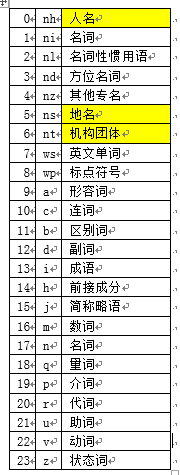 0 nh 人名
1 ni 名词
2 nl 名词性惯用语
3 nd 方位名词
4 nz 其他专名
5 ns 地名
6 nt 机构团体
7 ws 英文单词
8 wp 标点符号
9 a 形容词
10 c 连词
11 b 区别词
12 d 副词
13 i 成语
14 h 前接成分
15 j 简称略语
16 m 数词
17 n 名词
18 q 量词
19 p 介词
20 r 代词
21 u 助词
22 v 动词
23 z 状态词